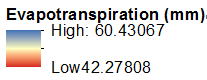 Evapotranspiration (mm)
High: 60.43067
Low42.27808